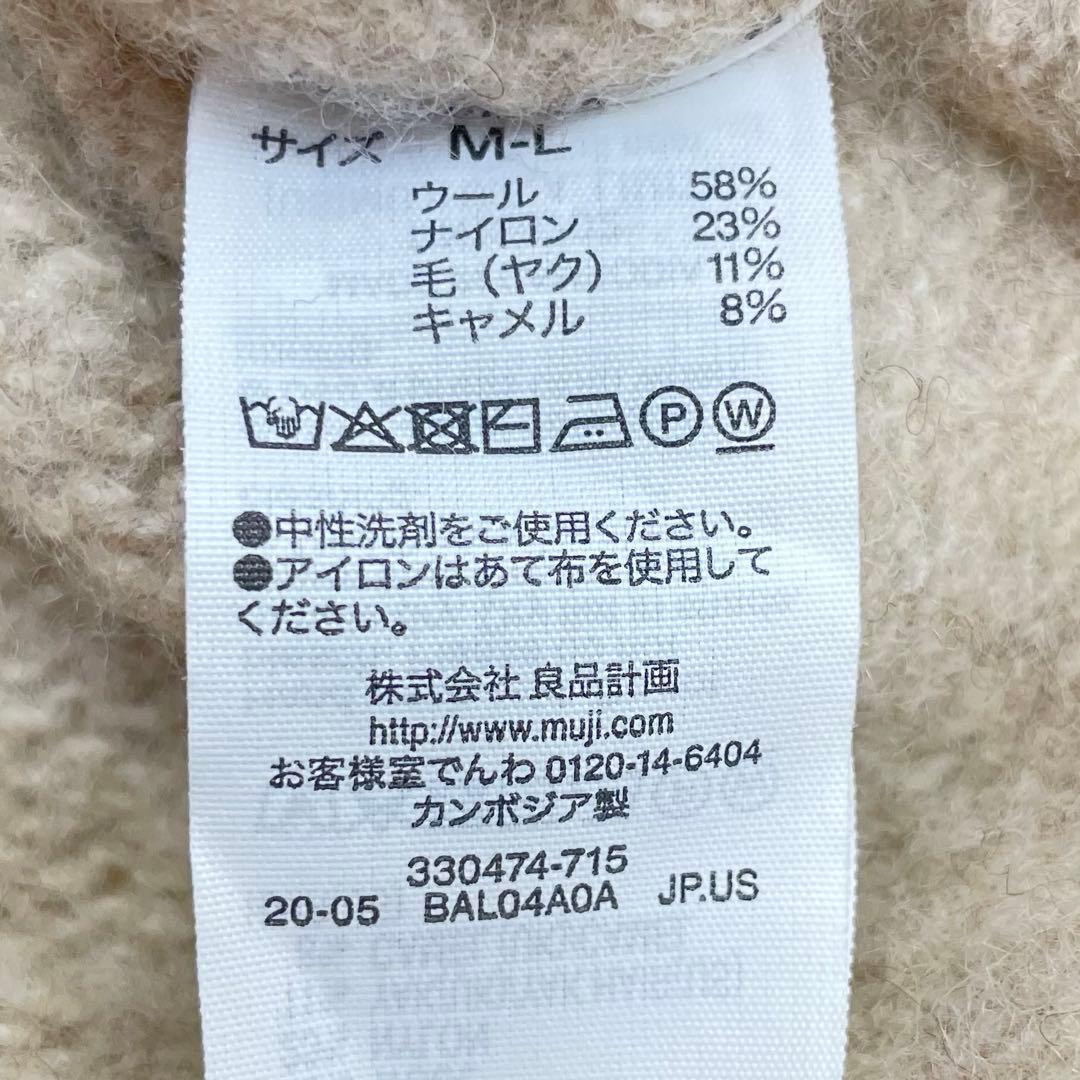 サイズ M-L
ウール 58%
ナイロン 23%
毛（ヤク） 11%
キャメル 8%
P W
●中性洗剤をご使用ください。
●アイロンはあて布を使用して
ください。
株式会社 良品計画
http://www.muji.com
お客様室でんわ 0120-14-6404
カンボジア製
330474-715
20-05 BAL04A0A JP.US